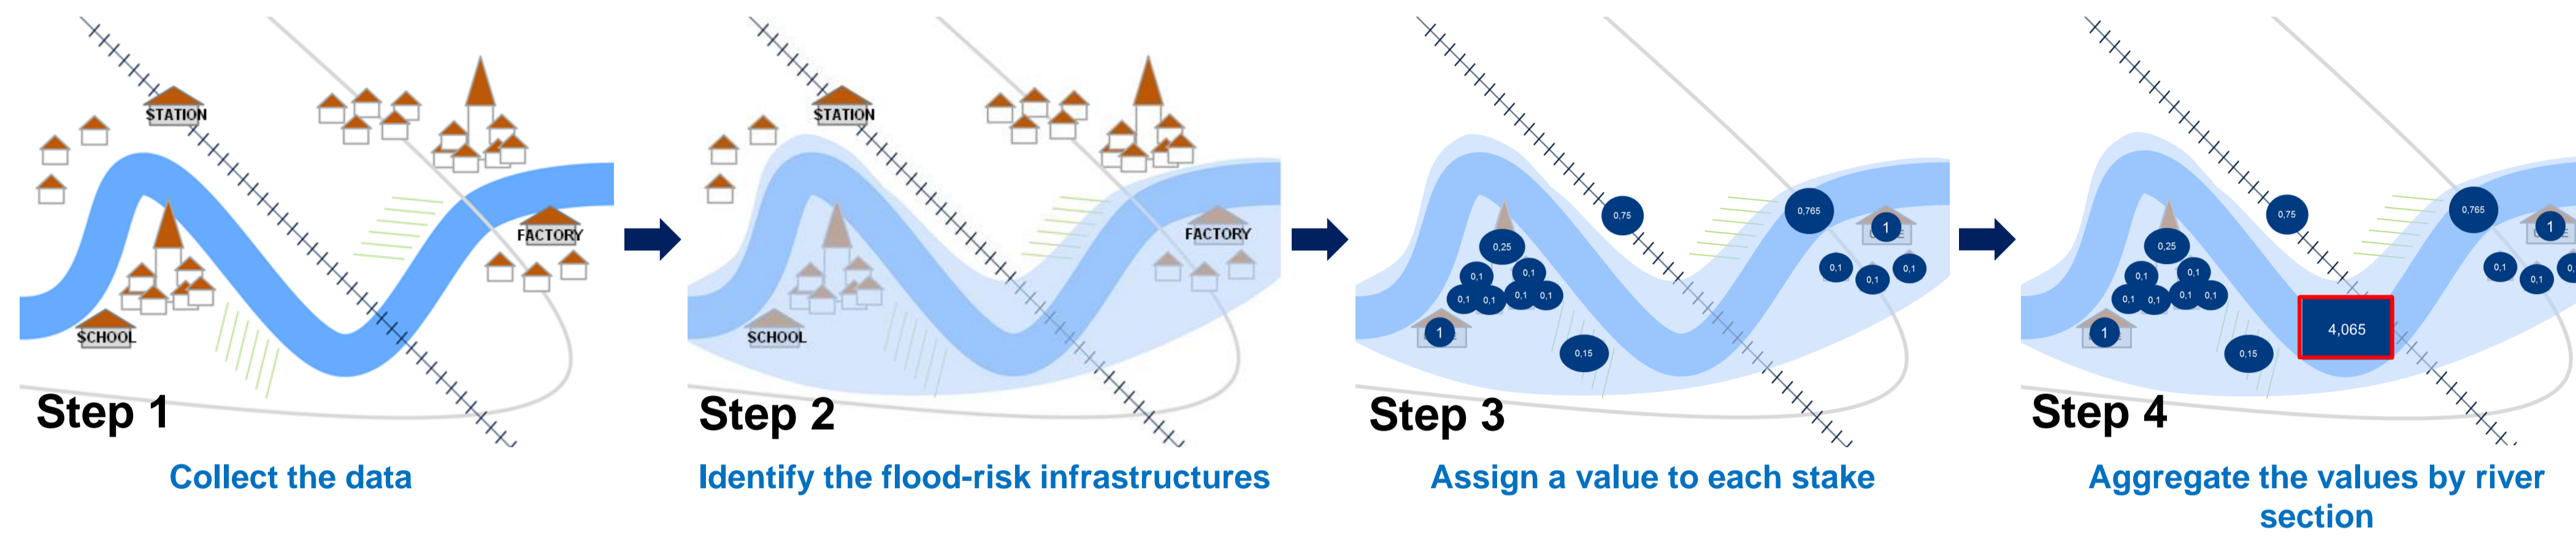 STATION
FACTORY
SCHOOL
Step 1
Collect the data
STATION
FACTORY
SCHOOL
Step 2
Identify the flood-risk infrastructures
0,75
0,765
1
0,25
0,1
0,1
0,1
0,1
0,1
0,1
0,1
0,1
0,1
1
0,15
Step 3
Assign a value to each stake
0,75
0,765
1
0,25
0,1
0,1
0,1
0,1
0,1
0,1
0,1
0,1
1
4,065
0,15
Step 4
Aggregate the values by river
section